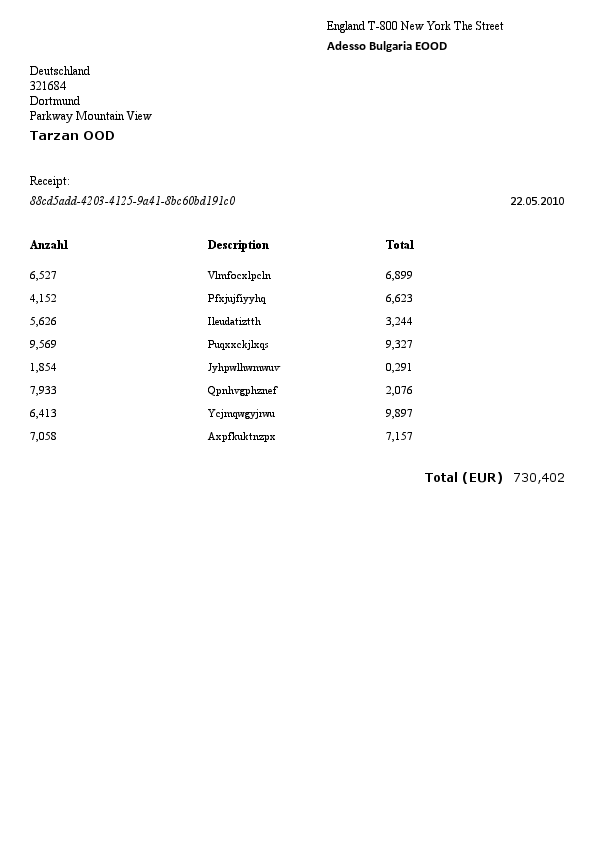 England T-800 New York The Street
Adesso Bulgaria EOOD
Deutschland
321684
Dortmund
Parkway Mountain View
Tarzan OOD
Receipt:
88cd5add-4203-4125-9a41-8bc60bd191c0 22.05.2010
Anzahl Description Total
6,527 Vlmfocxlpcln 6,899
4,152 Pfxjujfiyyhq 6,623
5,626 Ileudatiztth 3,244
9,569 Puqxxckjlxqs 9,327
1,854 Jyhpwlhwmwuv 0,291
7,933 Qpnhvgphznef 2,076
6,413 Ycjmqwgyjrwu 9,897
7,058 Axpfkuktnzpx 7,157
Total (EUR) 730,402